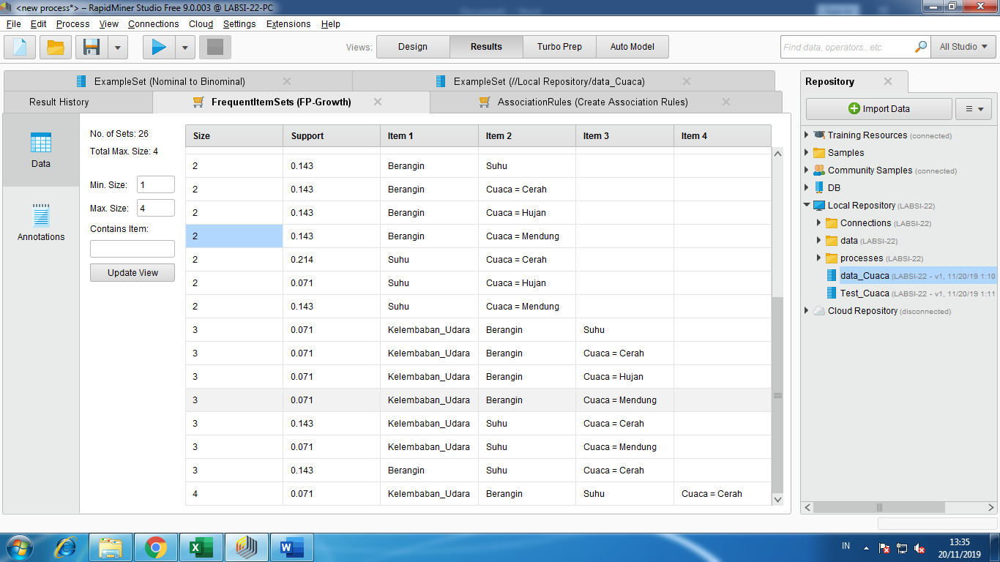 <new process*> – RapidMiner Studio Free 9.0.003 @ LABSI-22-PC
File Edit Process View Connections Cloud Settings Extensions Help
Views: Design Results Turbo Prep Auto Model Find data, operators...etc All Studio
ExampleSet (Nominal to Binominal) ExampleSet (//Local Repository/data_Cuaca)
Result History FrequentItemSets (FP-Growth) AssociationRules (Create Association Rules)
Data
Annotations
No. of Sets: 26
Total Max. Size: 4
Min. Size: 1
Max. Size: 4
Contains Item:
Update View
Size Support Item 1 Item 2 Item 3 Item 4
2 0.143 Berangin Suhu
2 0.143 Berangin Cuaca = Cerah
2 0.143 Berangin Cuaca = Hujan
2 0.143 Berangin Cuaca = Mendung
2 0.214 Suhu Cuaca = Cerah
2 0.071 Suhu Cuaca = Hujan
2 0.143 Suhu Cuaca = Mendung
3 0.071 Kelembaban_Udara Berangin Suhu
3 0.071 Kelembaban_Udara Berangin Cuaca = Cerah
3 0.071 Kelembaban_Udara Berangin Cuaca = Hujan
3 0.071 Kelembaban_Udara Berangin Cuaca = Mendung
3 0.143 Kelembaban_Udara Suhu Cuaca = Cerah
3 0.071 Kelembaban_Udara Suhu Cuaca = Mendung
3 0.143 Berangin Suhu Cuaca = Cerah
4 0.071 Kelembaban_Udara Berangin Suhu Cuaca = Cerah
Repository
Import Data
Training Resources (connected)
Samples
Community Samples (connected)
DB
Local Repository (LABSI-22)
Connections (LABSI-22)
data (LABSI-22)
processes (LABSI-22)
data_Cuaca (LABSI-22 - v1, 11/20/19 1:10
Test_Cuaca (LABSI-22 - v1, 11/20/19 1:11
Cloud Repository (disconnected)
IN
13:35
20/11/2019